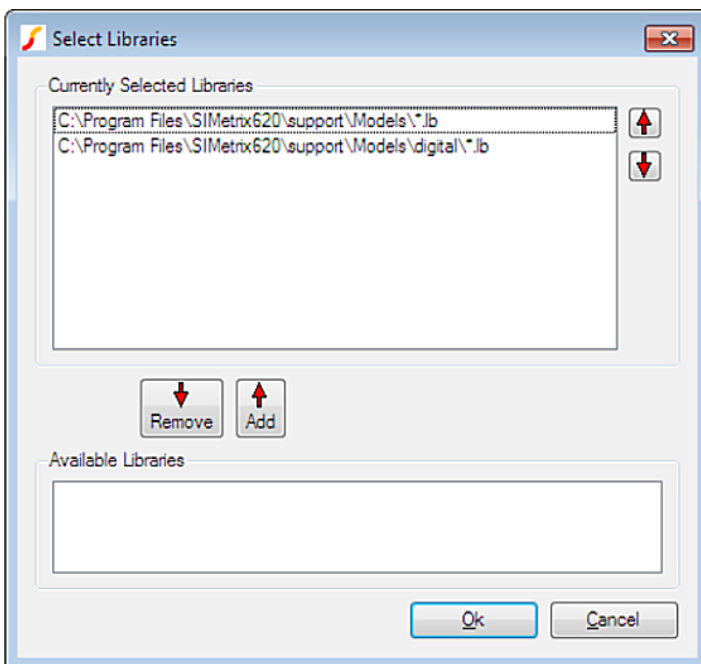 Select Libraries
Currently Selected Libraries
C:\Program Files\SIMetrix620\support\Models\*.lb
C:\Program Files\SIMetrix620\support\Models\digital\*.lb
Remove
Add
Available Libraries
Ok
Cancel